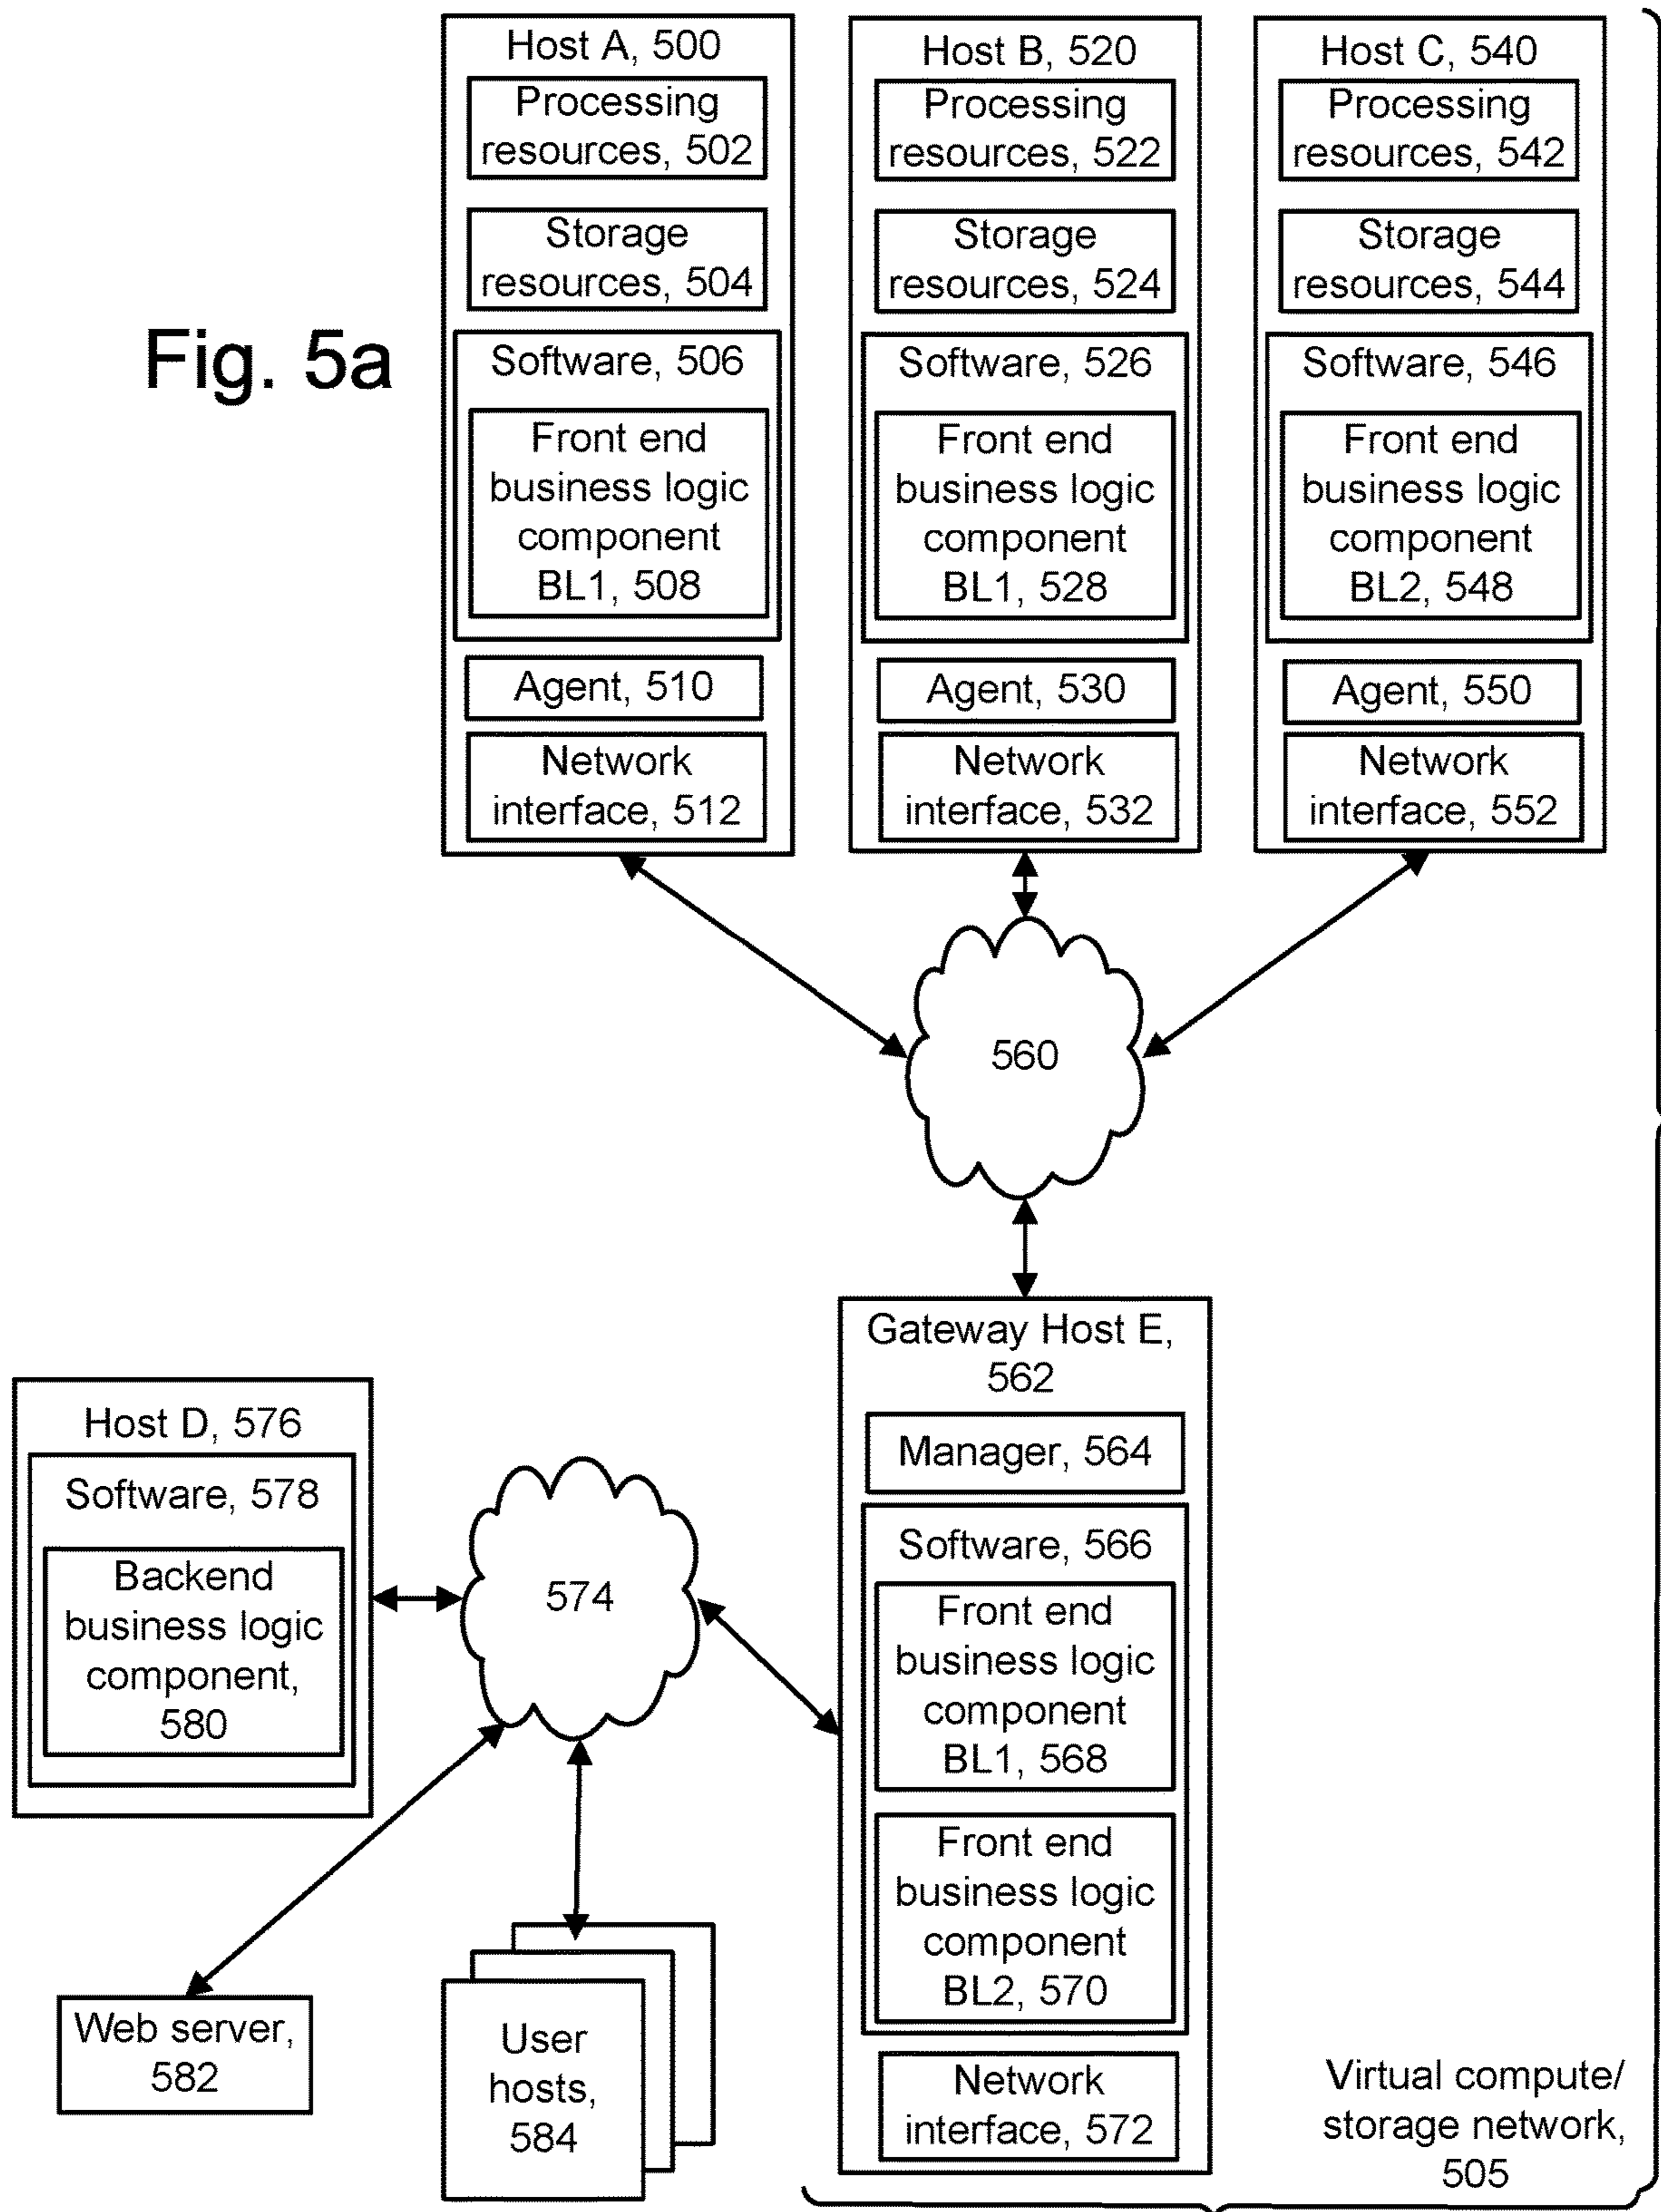 Fig. 5a
Host A, 500
Processing
resources, 502
Storage
resources, 504
Software, 506
Front end
business logic
component
BL1, 508
Agent, 510
Network
interface, 512
Host B, 520
Processing
resources, 522
Storage
resources, 524
Software, 526
Front end
business logic
component
BL1, 528
Agent, 530
Network
interface, 532
Host C, 540
Processing
resources, 542
Storage
resources, 544
Software, 546
Front end
business logic
component
BL2, 548
Agent, 550
Network
interface, 552
560
Gateway Host E,
562
Manager, 564
Software, 566
Front end
business logic
component
BL1, 568
Front end
business logic
component
BL2, 570
Network
interface, 572
Host D, 576
Software, 578
Backend
business logic
component,
580
574
Web server,
582
User
hosts,
584
Virtual compute/
storage network,
505